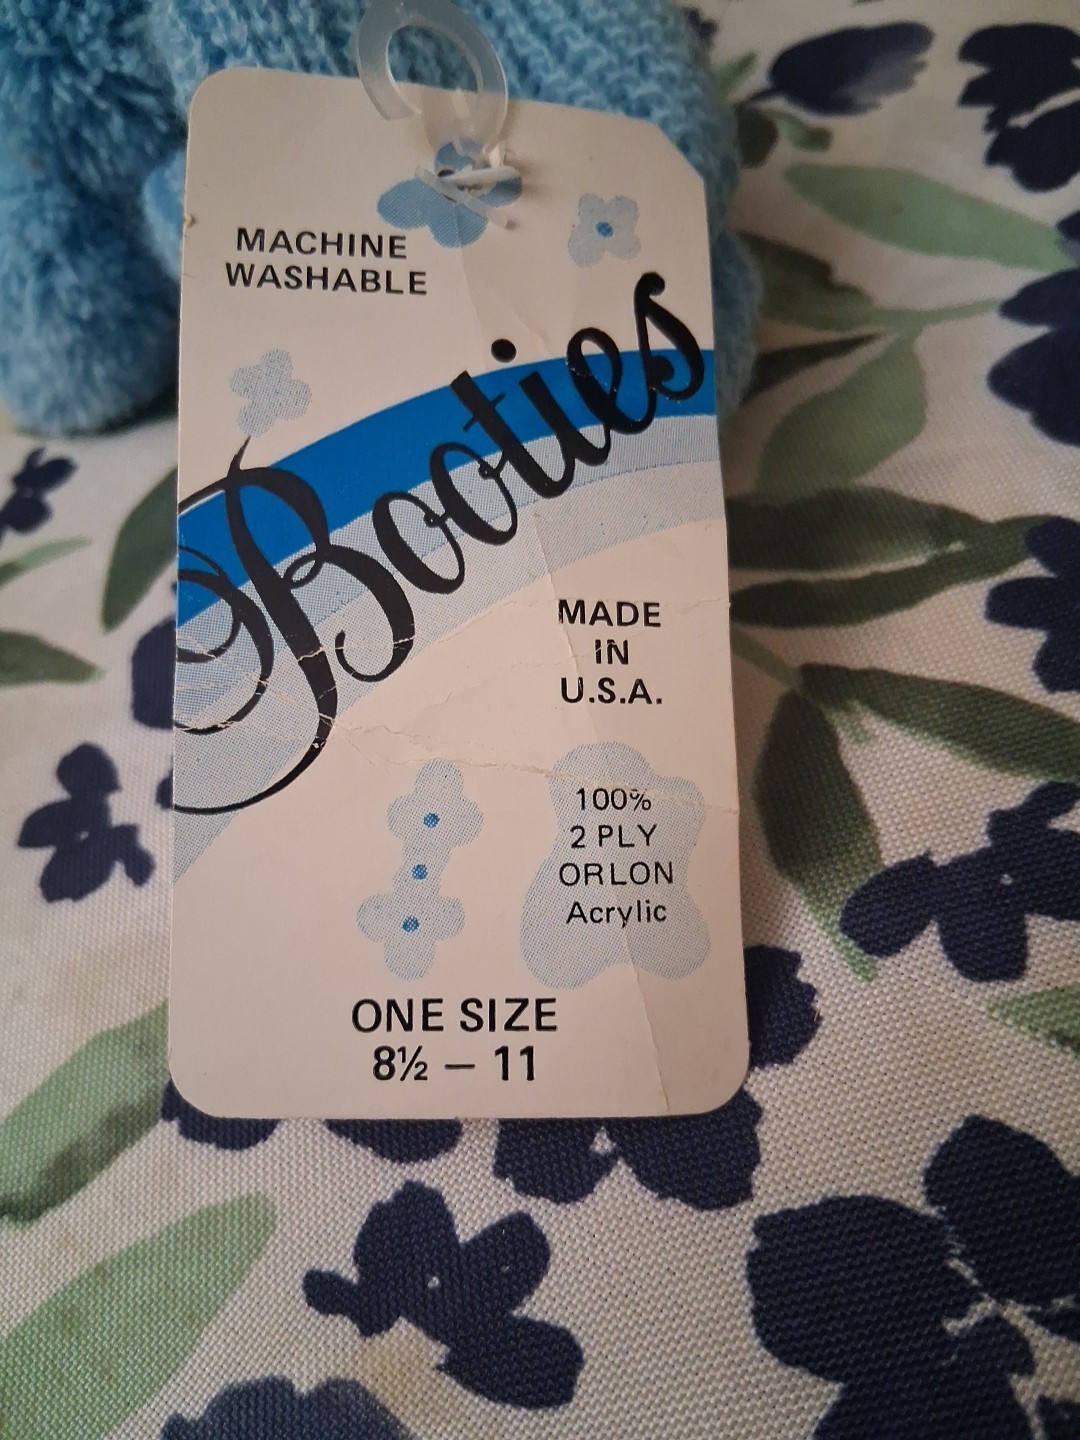 MACHINE
WASHABLE
Booties
MADE
IN
U.S.A.
100%
2 PLY
ORLON
Acrylic
ONE SIZE
8½ – 11